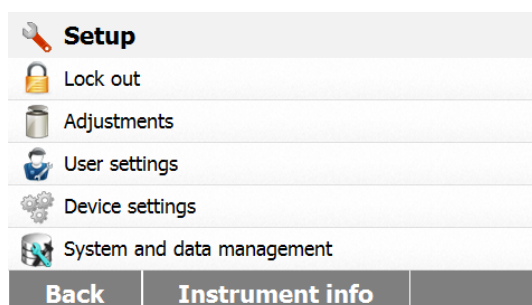 Setup
Lock out
Adjustments
User settings
Device settings
System and data management
Back Instrument info